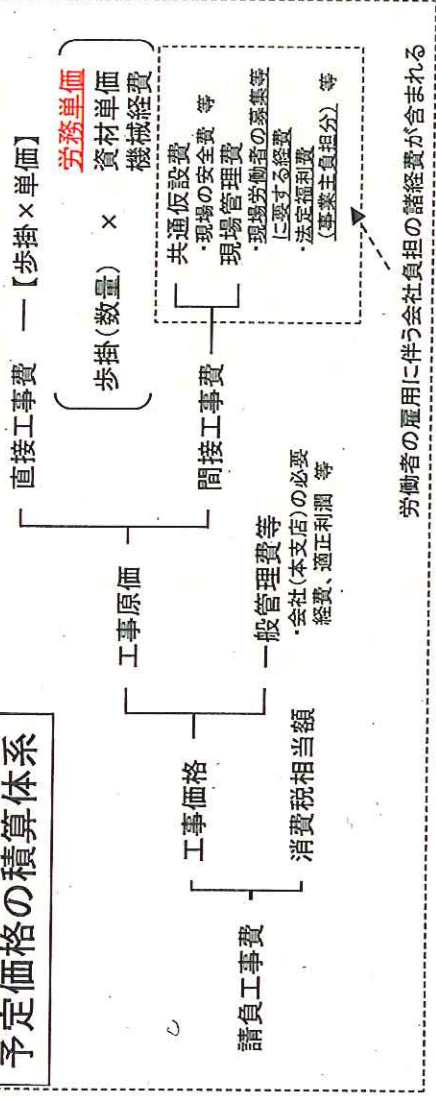 予定価格の積算体系
請負工事費
工事価格
消費税相当額
工事原価
一般管理費等
・会社(本支店)の必要
経費、適正利潤 等
直接工事費 ― 【歩掛×単価】
歩掛(数量) ×
労務単価
資材単価
機械経費
間接工事費
共通仮設費
・現場の安全費 等
現場管理費
・現場労働者の募集等
に要する経費
・法定福利費
(事業主負担分) 等
労働者の雇用に伴う会社負担の諸経費が含まれる